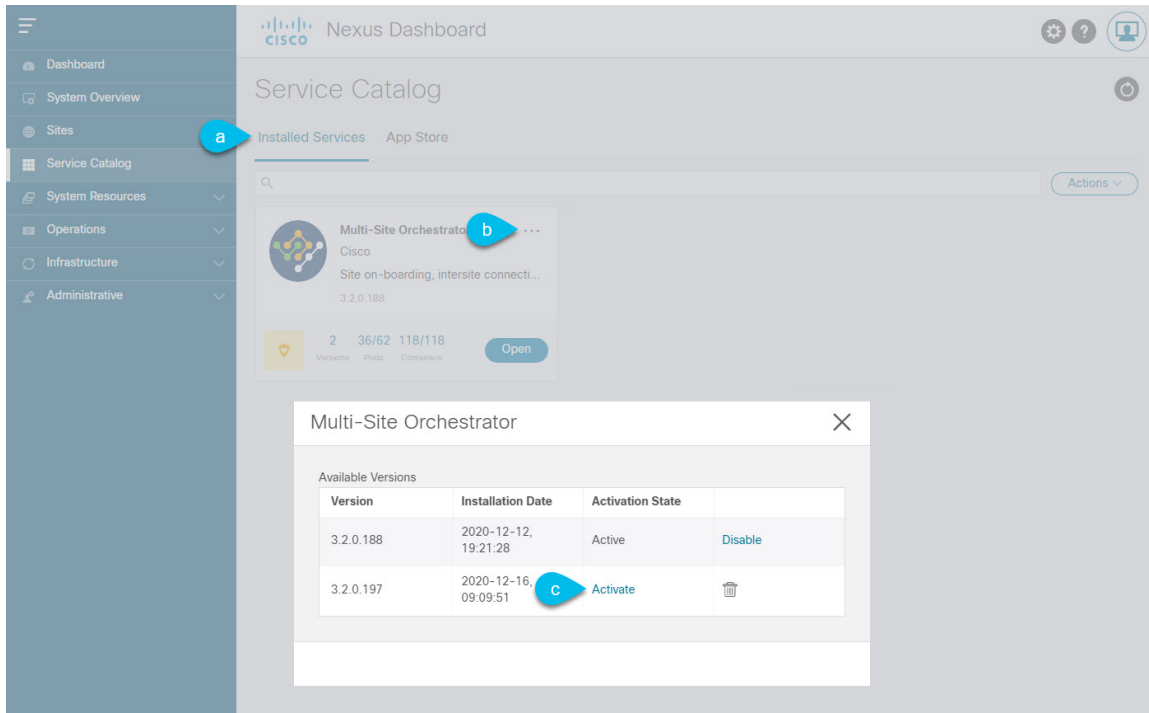 CISCO
Nexus Dashboard
Dashboard
System Overview
Sites
Service Catalog
System Resources
Operations
Infrastructure
Administrative
Service Catalog
a
Installed Services
App Store
Actions
Multi-Site Orchestrato
b
...
Cisco
Site on-boarding, intersite connecti...
3.2.0.188
2 36/62 118/118
Versions Pods Containers
Open
Multi-Site Orchestrator
Available Versions
Version Installation Date Activation State
3.2.0.188
2020-12-12,
19:21:28
Active
Disable
3.2.0.197
2020-12-16,
09:09:51
c
Activate